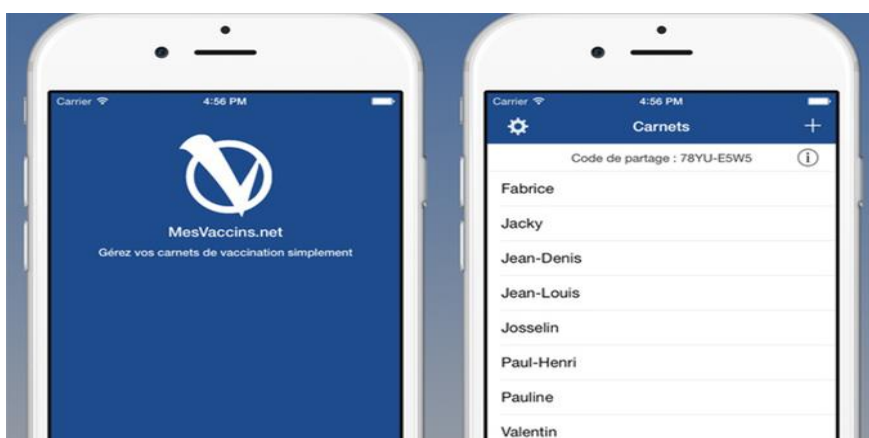 Carrier 4:56 PM
MesVaccins.net
Gérez vos carnets de vaccination simplement
Carrier 4:56 PM
Carnets
Code de partage : 78YU-E5W5
Fabrice
Jacky
Jean-Denis
Jean-Louis
Josselin
Paul-Henri
Pauline
Valentin